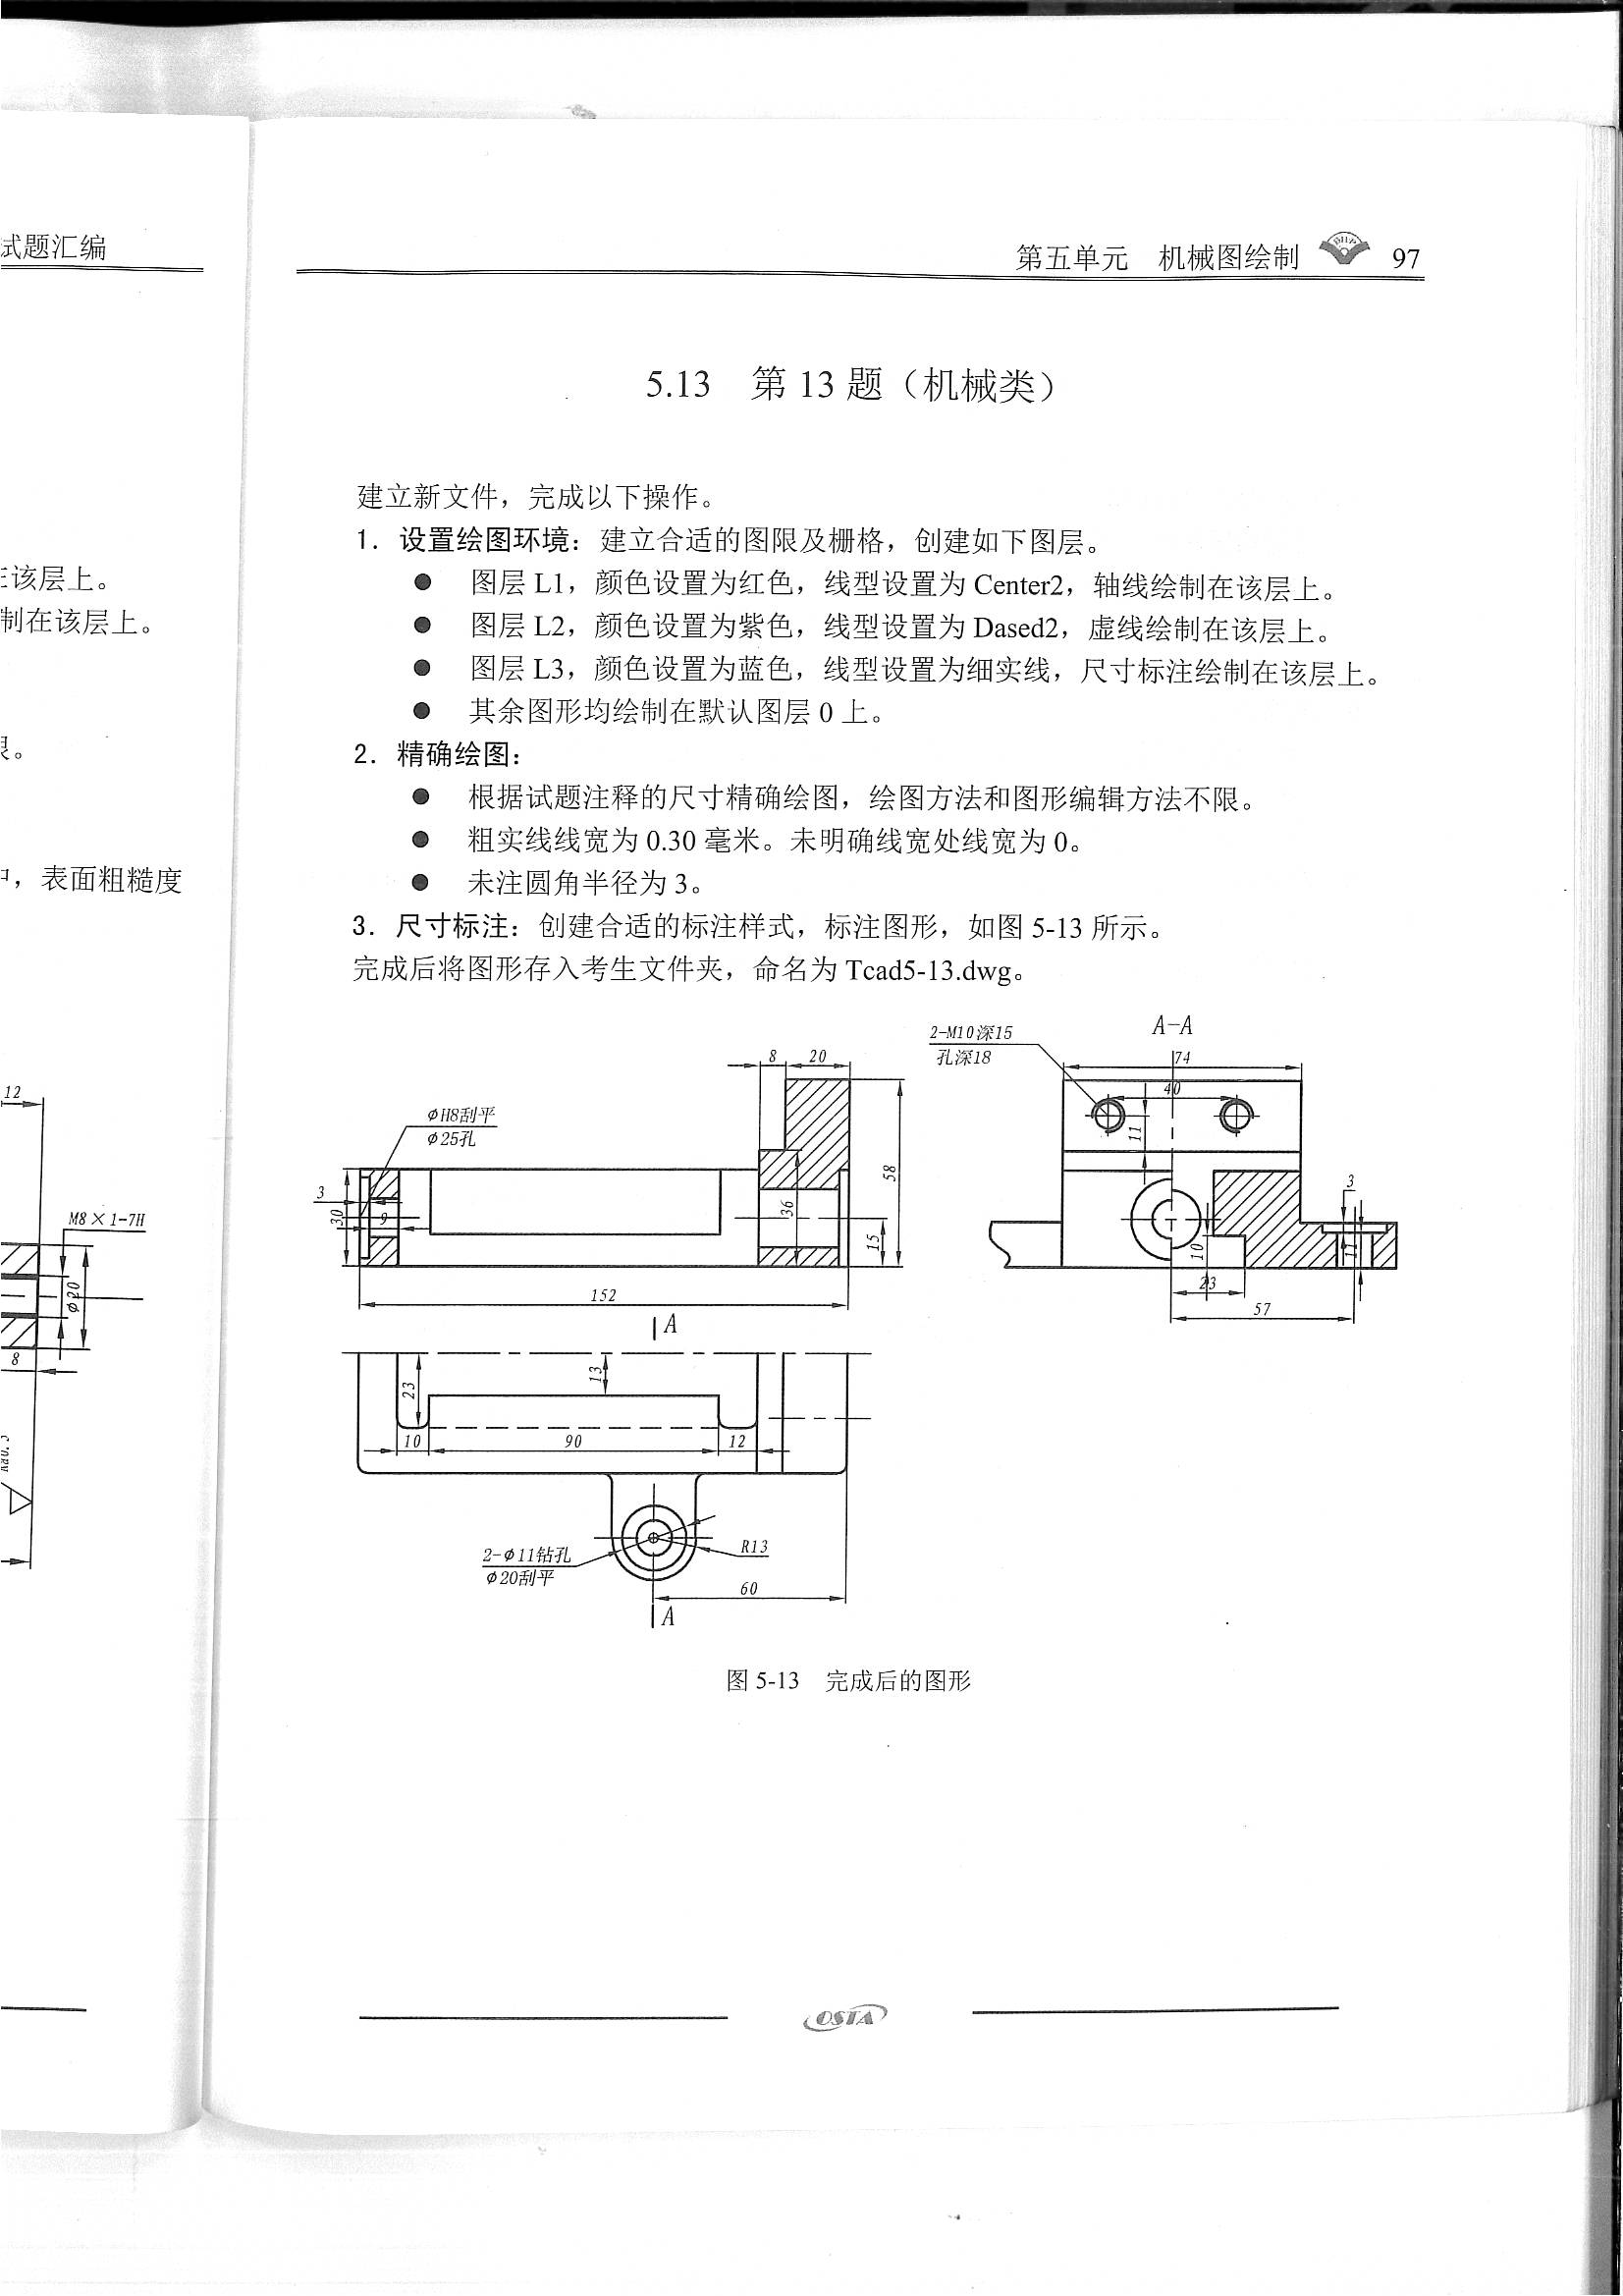 试题汇编
在该层上。
制在该层上。
表面粗糙度
12
M8×1-7H
φ20
8
第五单元 机械图绘制 97
5.13 第 13 题（机械类）
建立新文件，完成以下操作。
1．设置绘图环境：建立合适的图限及栅格，创建如下图层。
● 图层 L1，颜色设置为红色，线型设置为 Center2，轴线绘制在该层上。
● 图层 L2，颜色设置为紫色，线型设置为 Dased2，虚线绘制在该层上。
● 图层 L3，颜色设置为蓝色，线型设置为细实线，尺寸标注绘制在该层上。
● 其余图形均绘制在默认图层 0 上。
2．精确绘图：
● 根据试题注释的尺寸精确绘图，绘图方法和图形编辑方法不限。
● 粗实线线宽为 0.30 毫米。未明确线宽处线宽为 0。
● 未注圆角半径为 3。
3．尺寸标注：创建合适的标注样式，标注图形，如图 5-13 所示。
完成后将图形存入考生文件夹，命名为 Tcad5-13.dwg。
8
20
φH8刮平
φ25孔
3
30
9
36
58
15
152
2-M10深15
孔深18
A-A
74
40
11
3
10
11
23
57
A
23
13
10
90
12
2-φ11钻孔
φ20刮平
R13
60
A
图 5-13 完成后的图形
OSTA